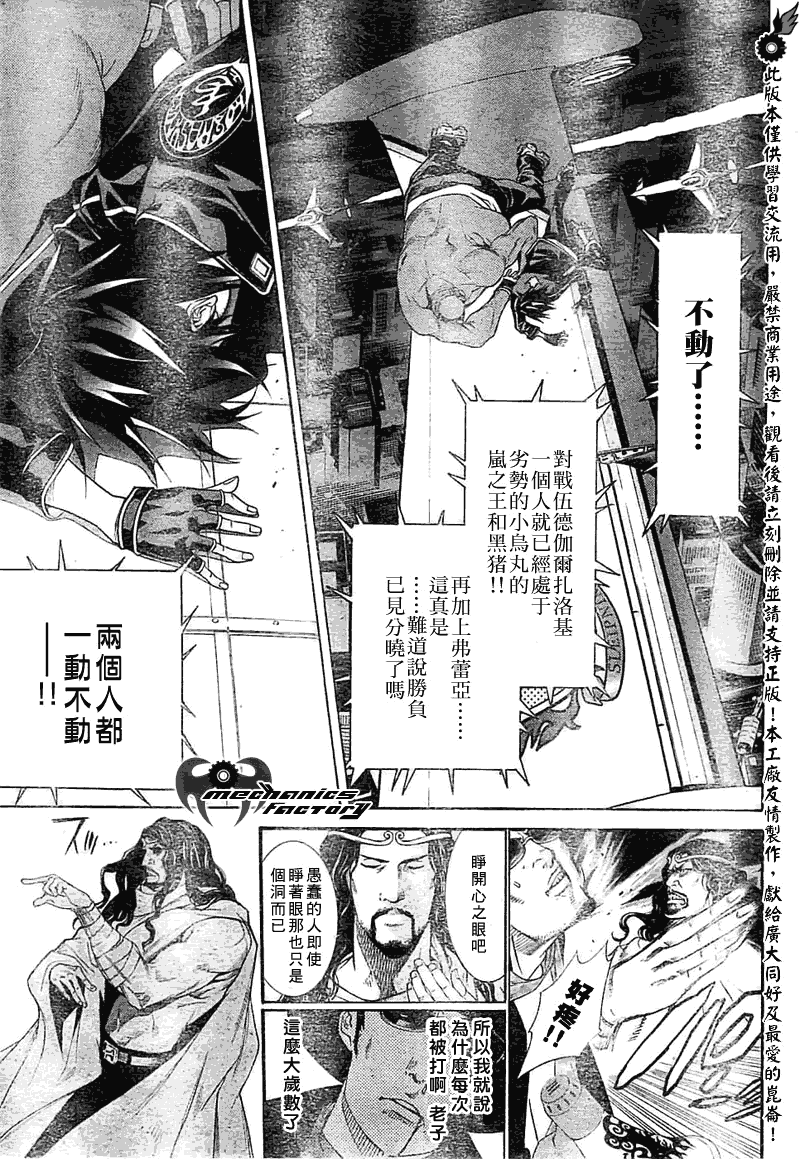 此版本僅供學習交流用，嚴禁商業用途，觀看後請立刻刪除並請支持正版！本工廠友情製作，獻給廣大同好及最愛的崑崙！
不動了……
對戰伍德伽爾扎洛基
一個人就已經處于
劣勢的小烏丸的
嵐之王和黑猪!!
再加上弗蕾亞……
這真是
……難道說勝負
已見分曉了嗎
兩個人都
一動不動
——!!
SLEIPNIR
mechanics
factory
好疼!!
睜開心之眼吧
愚蠢的人即使
睜著眼那也只是
個洞而已
所以我就說
為什麼每次
都被打啊 老子
這麼大歲數了
ズズ…